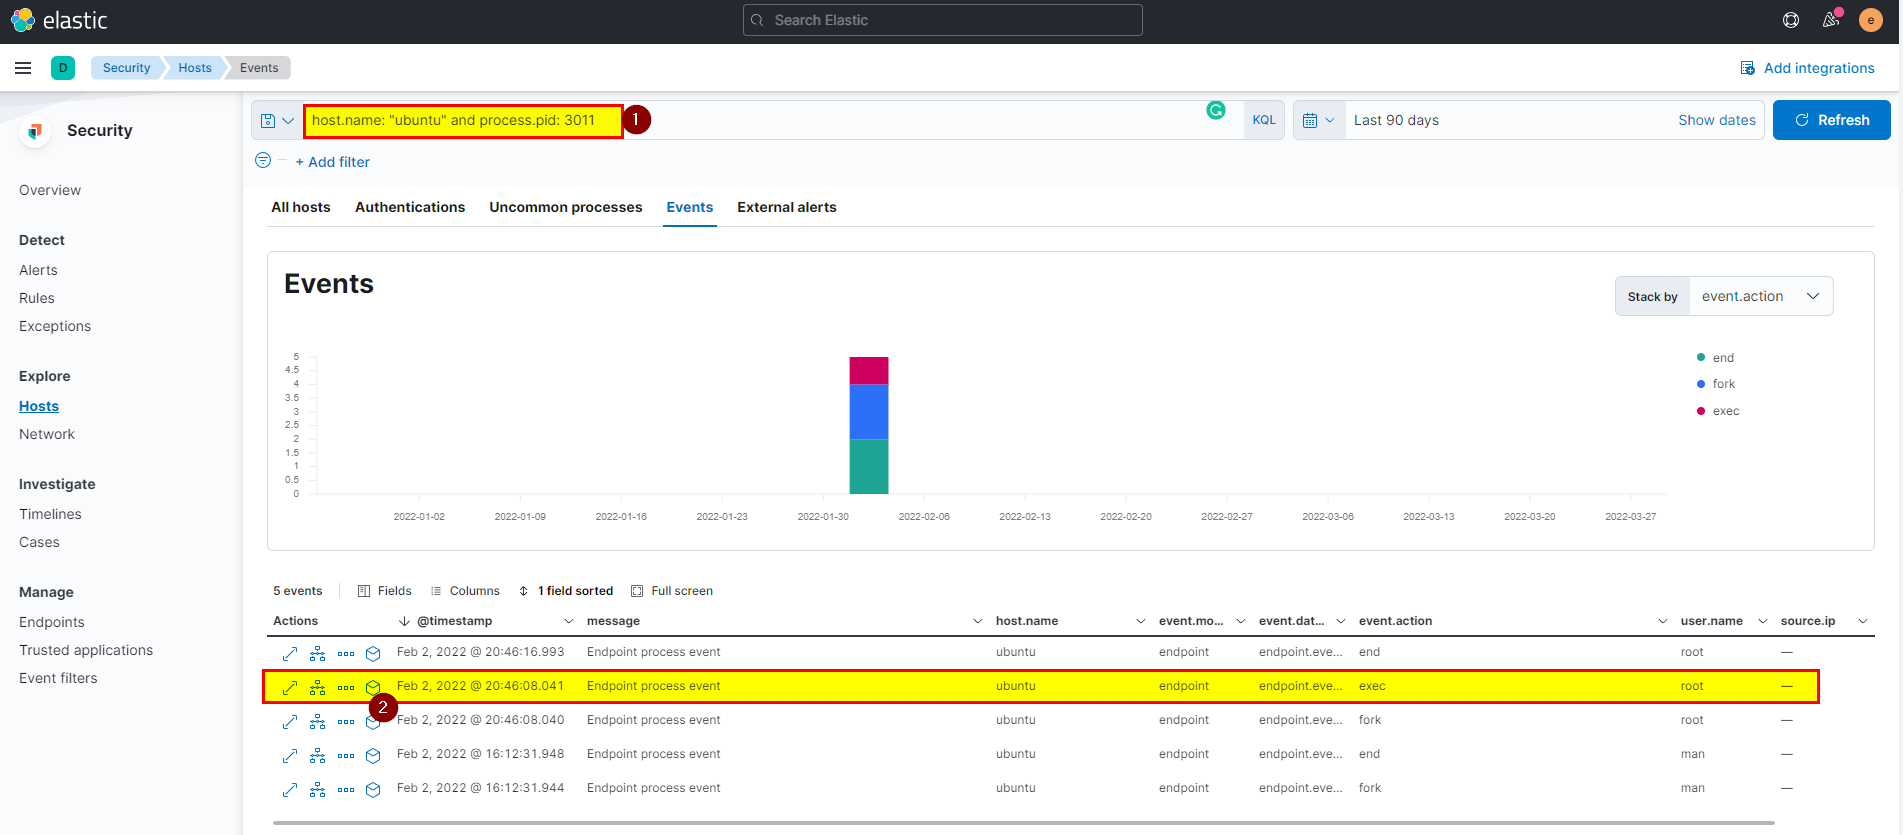 elastic
Search Elastic
e
D
Security
Hosts
Events
Add integrations
Security
host.name: "ubuntu" and process.pid: 3011
1
KQL
Last 90 days
Show dates
Refresh
+ Add filter
Overview
Detect
Alerts
Rules
Exceptions
Explore
Hosts
Network
Investigate
Timelines
Cases
Manage
Endpoints
Trusted applications
Event filters
All hosts
Authentications
Uncommon processes
Events
External alerts
Events
Stack by
event.action
5
4.5
4
3.5
3
2.5
2
1.5
1
0.5
0
2022-01-02 2022-01-09 2022-01-16 2022-01-23 2022-01-30 2022-02-06 2022-02-13 2022-02-20 2022-02-27 2022-03-06 2022-03-13 2022-03-20 2022-03-27
end
fork
exec
5 events Fields Columns 1 field sorted Full screen
Actions @timestamp message host.name event.mo... event.dat... event.action user.name source.ip
Feb 2, 2022 @ 20:46:16.993 Endpoint process event ubuntu endpoint endpoint.eve... end root —
Feb 2, 2022 @ 20:46:08.041 Endpoint process event ubuntu endpoint endpoint.eve... exec root —
2
Feb 2, 2022 @ 20:46:08.040 Endpoint process event ubuntu endpoint endpoint.eve... fork root —
Feb 2, 2022 @ 16:12:31.948 Endpoint process event ubuntu endpoint endpoint.eve... end man —
Feb 2, 2022 @ 16:12:31.944 Endpoint process event ubuntu endpoint endpoint.eve... fork man —